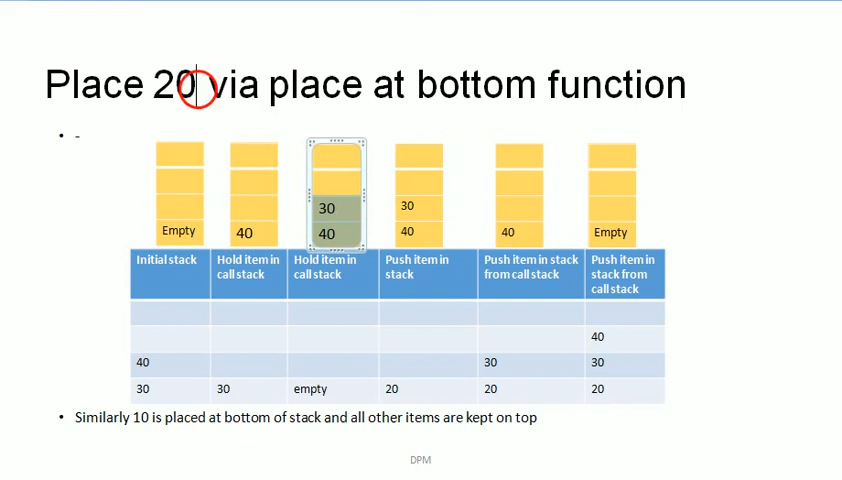 Place 20 via place at bottom function
• -
30 30
Empty 40 40 40 40 Empty
Initial stack Hold item in call stack Hold item in call stack Push item in stack Push item in stack from call stack Push item in stack from call stack
40
40 30 30
30 30 empty 20 20 20
• Similarly 10 is placed at bottom of stack and all other items are kept on top
DPM